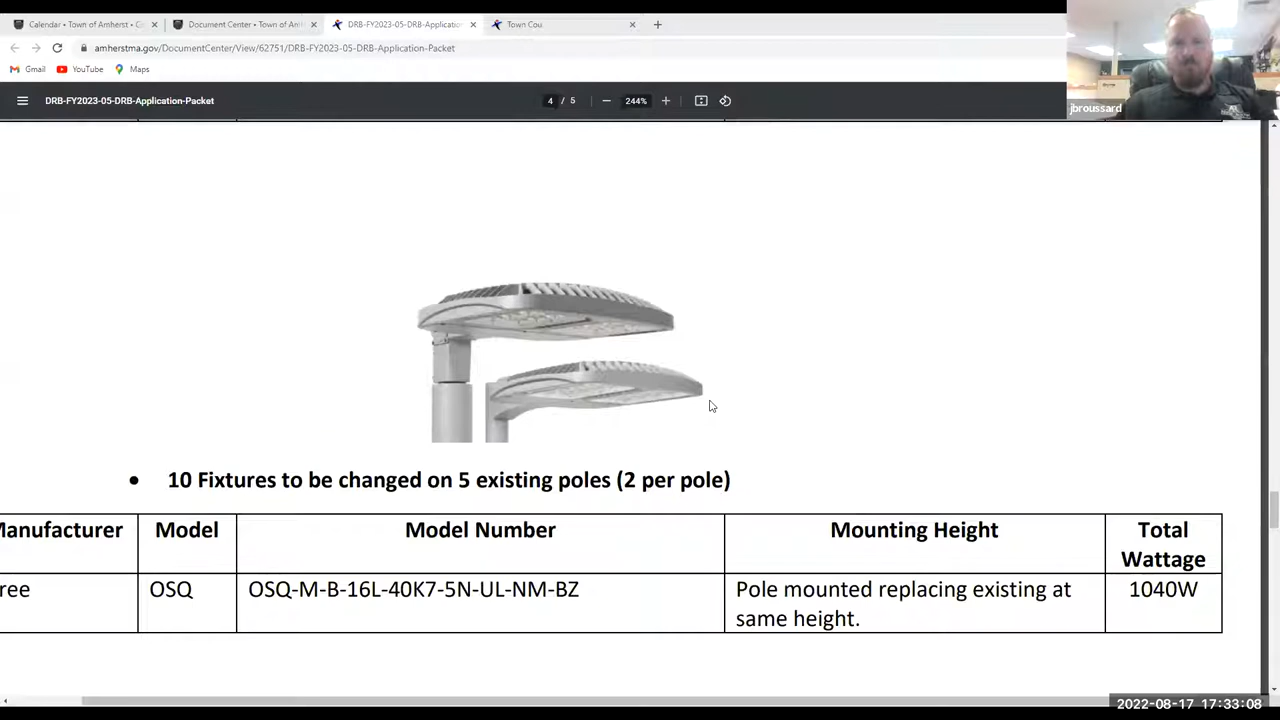 Calendar • Town of Amherst • C
Document Center • Town of Amh
DRB-FY2023-05-DRB-Application-
Town Cou
amherstma.gov/DocumentCenter/View/62751/DRB-FY2023-05-DRB-Application-Packet
Gmail YouTube Maps
DRB-FY2023-05-DRB-Application-Packet
4 / 5
244%
jbroussard
• 10 Fixtures to be changed on 5 existing poles (2 per pole)
Manufacturer Model Model Number Mounting Height Total
Wattage
ree OSQ OSQ-M-B-16L-40K7-5N-UL-NM-BZ Pole mounted replacing existing at 1040W
same height.
2022-08-17 17:33:08